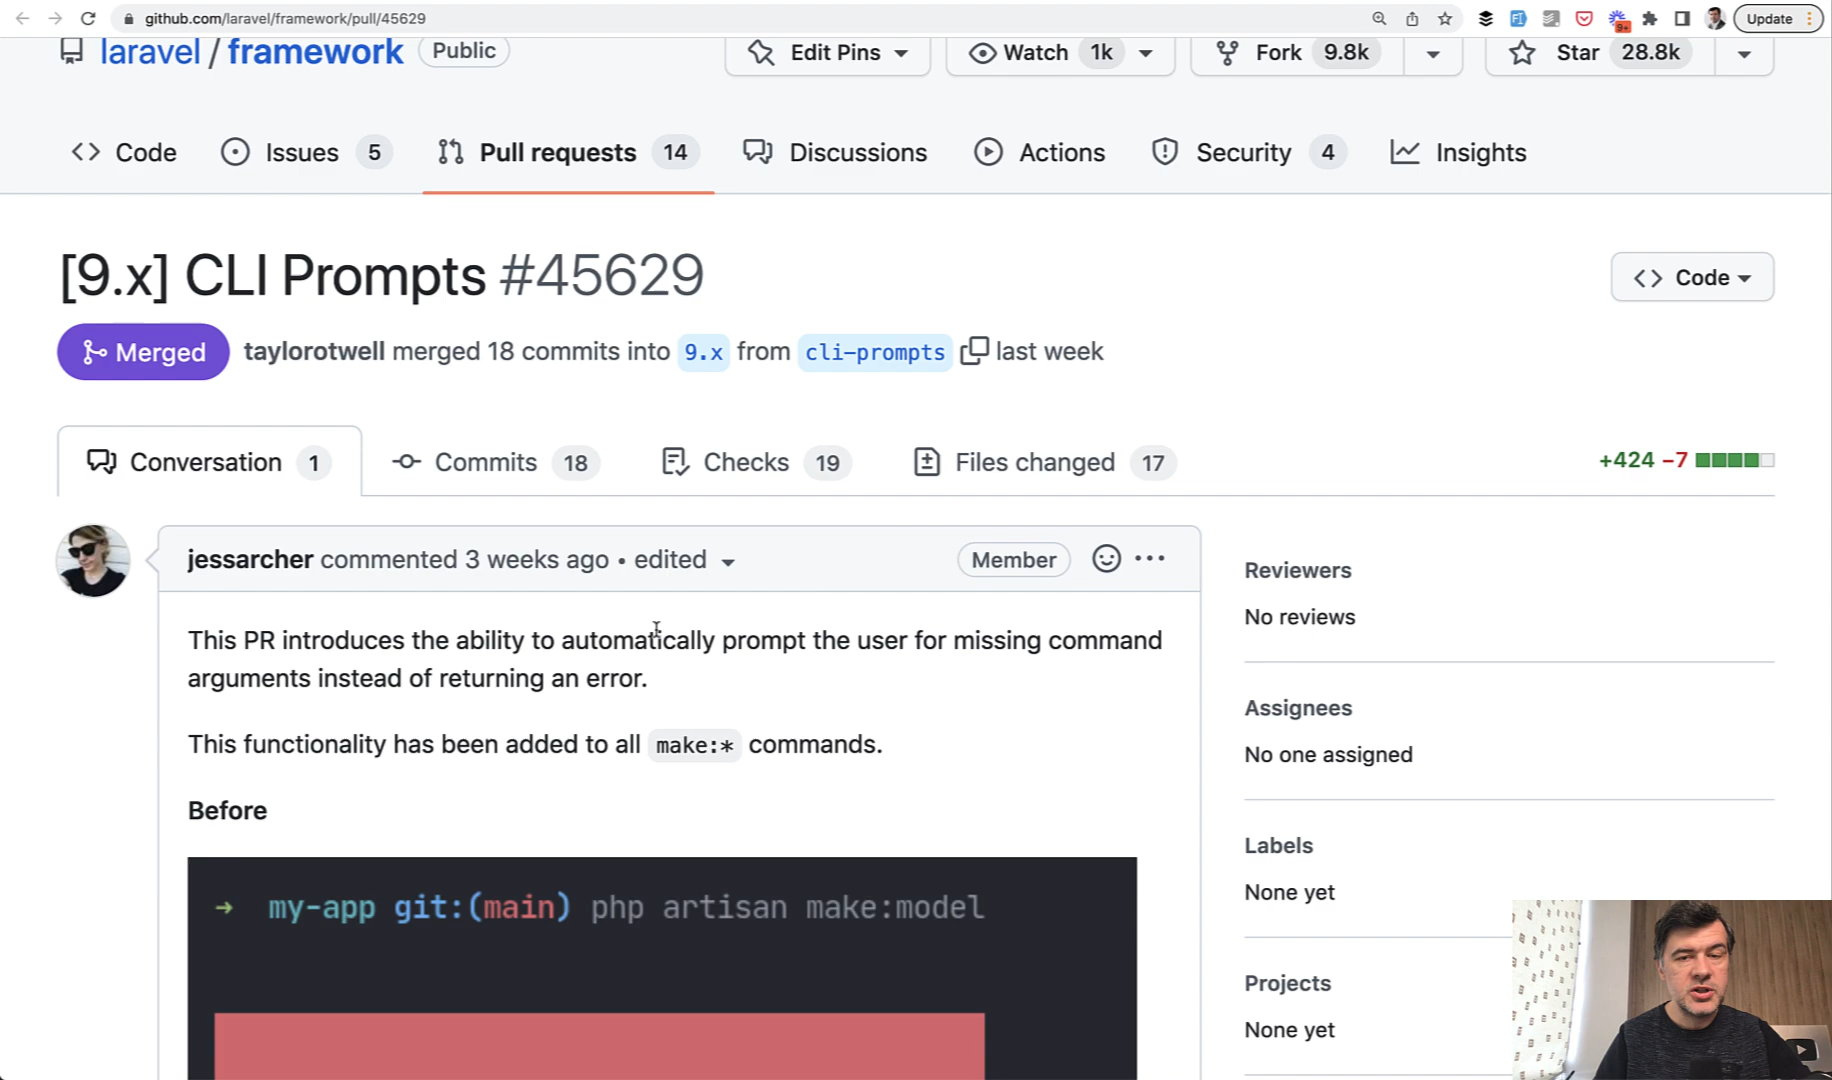 github.com/laravel/framework/pull/45629
9+
Update
laravel / framework Public
Edit Pins
Watch 1k
Fork 9.8k
Star 28.8k
Code
Issues 5
Pull requests 14
Discussions
Actions
Security 4
Insights
[9.x] CLI Prompts #45629
Code
Merged
taylorotwell merged 18 commits into 9.x from cli-prompts last week
Conversation 1
Commits 18
Checks 19
Files changed 17
+424 −7
jessarcher commented 3 weeks ago • edited
Member
This PR introduces the ability to automatically prompt the user for missing command
arguments instead of returning an error.
This functionality has been added to all make:* commands.
Before
→ my-app git:(main) php artisan make:model
Reviewers
No reviews
Assignees
No one assigned
Labels
None yet
Projects
None yet